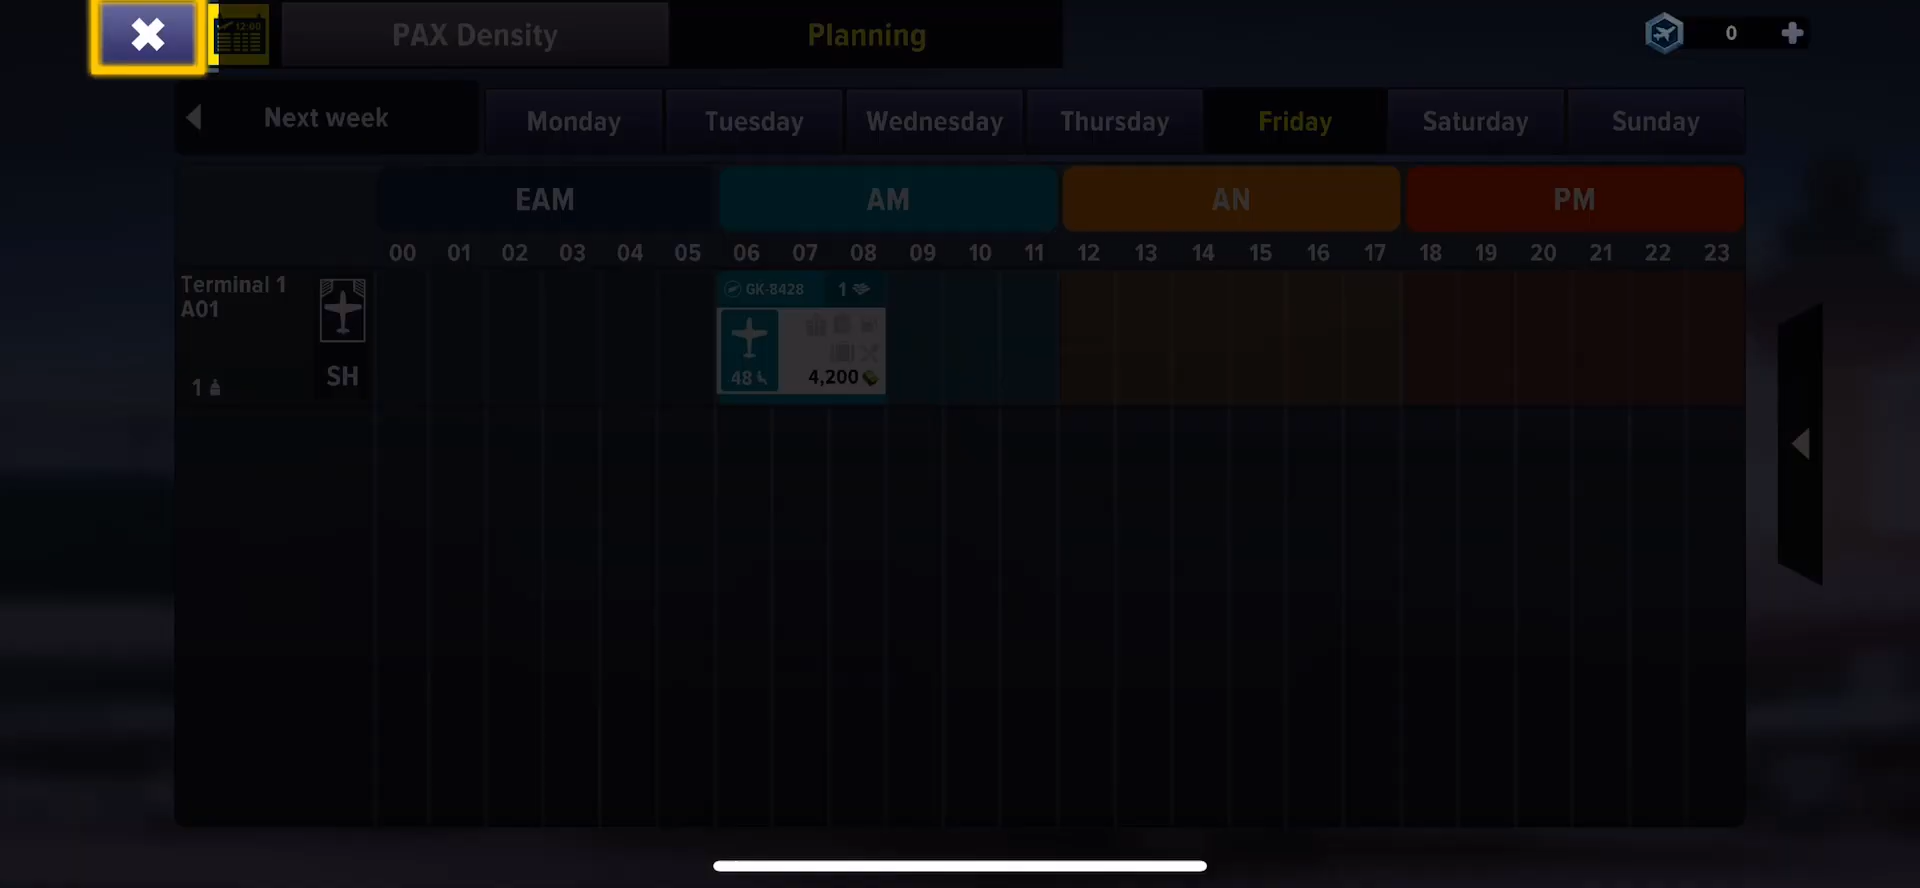 12:00
PAX Density
Planning
0
Next week
Monday
Tuesday
Wednesday
Thursday
Friday
Saturday
Sunday
EAM
AM
AN
PM
00 01 02 03 04 05 06 07 08 09 10 11 12 13 14 15 16 17 18 19 20 21 22 23
Terminal 1
A01
1
SH
GK-8428
1
48
4,200